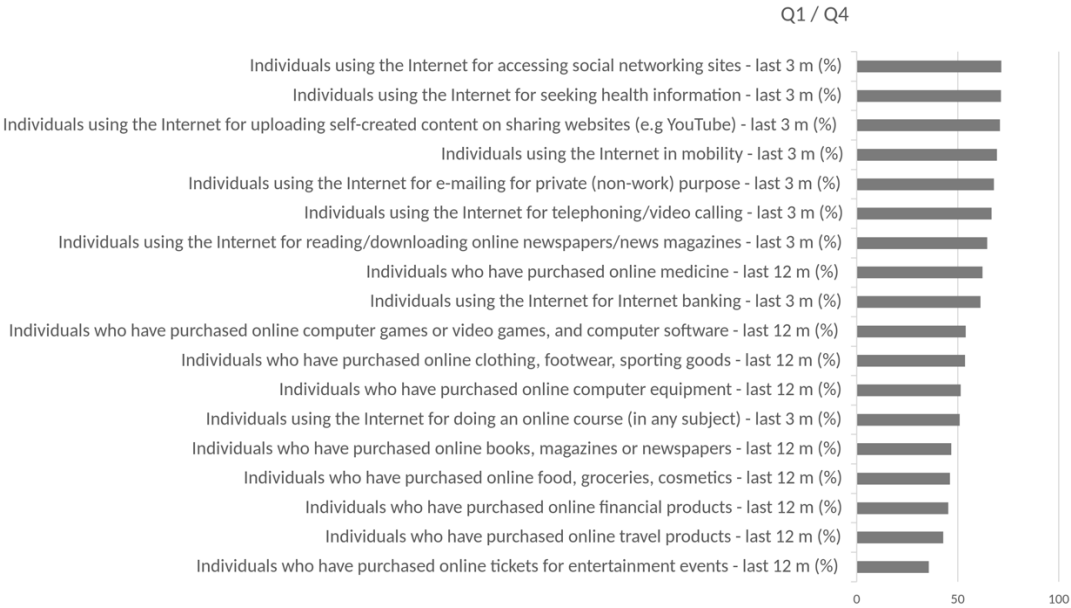 Q1 / Q4
Individuals using the Internet for accessing social networking sites - last 3 m (%)
Individuals using the Internet for seeking health information - last 3 m (%)
Individuals using the Internet for uploading self-created content on sharing websites (e.g YouTube) - last 3 m (%)
Individuals using the Internet in mobility - last 3 m (%)
Individuals using the Internet for e-mailing for private (non-work) purpose - last 3 m (%)
Individuals using the Internet for telephoning/video calling - last 3 m (%)
Individuals using the Internet for reading/downloading online newspapers/news magazines - last 3 m (%)
Individuals who have purchased online medicine - last 12 m (%)
Individuals using the Internet for Internet banking - last 3 m (%)
Individuals who have purchased online computer games or video games, and computer software - last 12 m (%)
Individuals who have purchased online clothing, footwear, sporting goods - last 12 m (%)
Individuals who have purchased online computer equipment - last 12 m (%)
Individuals using the Internet for doing an online course (in any subject) - last 3 m (%)
Individuals who have purchased online books, magazines or newspapers - last 12 m (%)
Individuals who have purchased online food, groceries, cosmetics - last 12 m (%)
Individuals who have purchased online financial products - last 12 m (%)
Individuals who have purchased online travel products - last 12 m (%)
Individuals who have purchased online tickets for entertainment events - last 12 m (%)
0 50 100